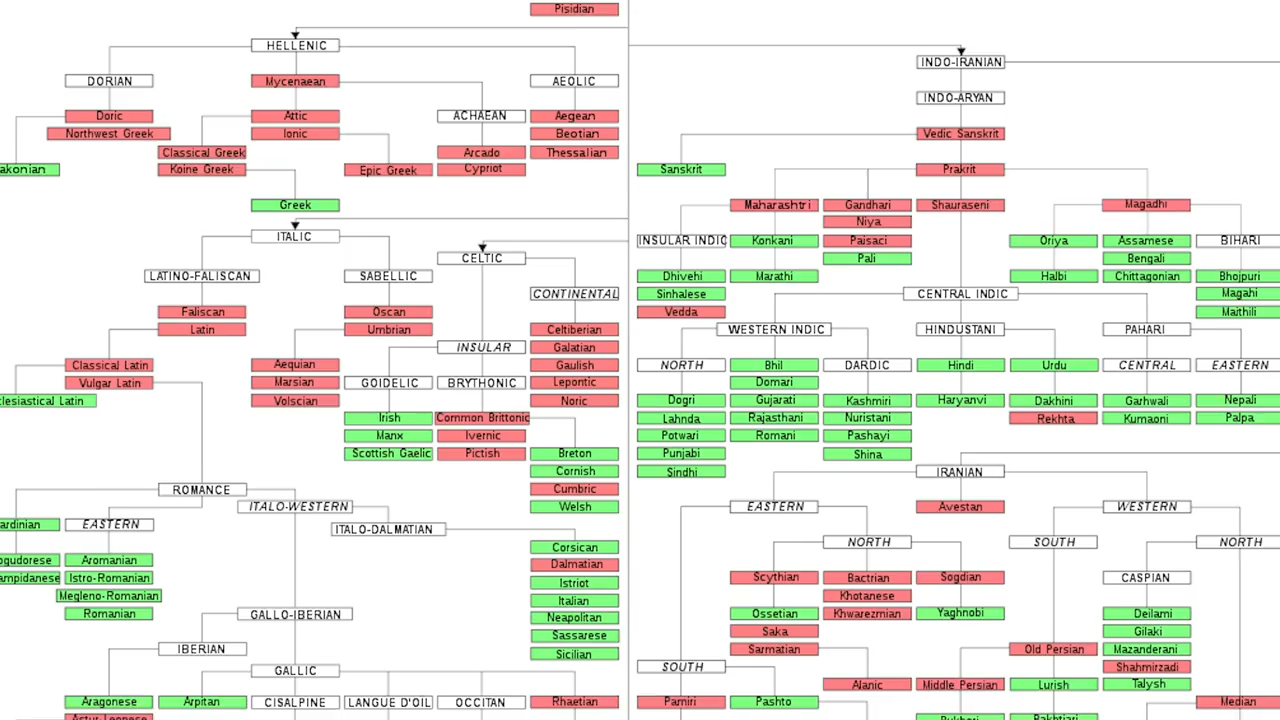 Pisidian
HELLENIC
DORIAN
Mycenaean
AEOLIC
Doric
Attic
ACHAEAN
Aegean
Northwest Greek
Ionic
Beotian
Classical Greek
Arcado
Thessalian
akonian
Koine Greek
Epic Greek
Cypriot
Greek
ITALIC
CELTIC
LATINO-FALISCAN
SABELLIC
CONTINENTAL
Faliscan
Oscan
Latin
Umbrian
Celtiberian
INSULAR
Galatian
Classical Latin
Aequian
Gaulish
Vulgar Latin
Marsian
GOIDELIC
BRYTHONIC
Lepontic
clesiastical Latin
Volscian
Noric
Irish
Common Brittonic
Manx
Ivernic
Scottish Gaelic
Pictish
Breton
Cornish
ROMANCE
Cumbric
ITALO-WESTERN
Welsh
ardinian
EASTERN
ITALO-DALMATIAN
Corsican
ogudorese
Aromanian
Dalmatian
ampidanese
Istro-Romanian
Istriot
Megleno-Romanian
Italian
Romanian
GALLO-IBERIAN
Neapolitan
Sassarese
IBERIAN
Sicilian
GALLIC
Aragonese
Arpitan
CISALPINE
LANGUE D'OIL
OCCITAN
Rhaetian
Astur-Leonese
INDO-IRANIAN
INDO-ARYAN
Vedic Sanskrit
Sanskrit
Prakrit
Maharashtri
Gandhari
Shauraseni
Magadhi
Niya
INSULAR INDIC
Konkani
Paisaci
Oriya
Assamese
BIHARI
Pali
Bengali
Dhivehi
Marathi
Halbi
Chittagonian
Bhojpuri
Sinhalese
CENTRAL INDIC
Magahi
Vedda
Maithili
WESTERN INDIC
HINDUSTANI
PAHARI
NORTH
Bhil
DARDIC
Hindi
Urdu
CENTRAL
EASTERN
Domari
Dogri
Gujarati
Kashmiri
Haryanvi
Dakhini
Garhwali
Nepali
Lahnda
Rajasthani
Nuristani
Rekhta
Kumaoni
Palpa
Potwari
Romani
Pashayi
Punjabi
Shina
Sindhi
IRANIAN
EASTERN
Avestan
WESTERN
NORTH
SOUTH
NORTH
Scythian
Bactrian
Sogdian
CASPIAN
Khotanese
Ossetian
Khwarezmian
Yaghnobi
Deilami
Saka
Gilaki
Sarmatian
Old Persian
Mazanderani
SOUTH
Shahmirzadi
Alanic
Middle Persian
Lurish
Talysh
Pamiri
Pashto
Median
Bukhori
Bakhtiari